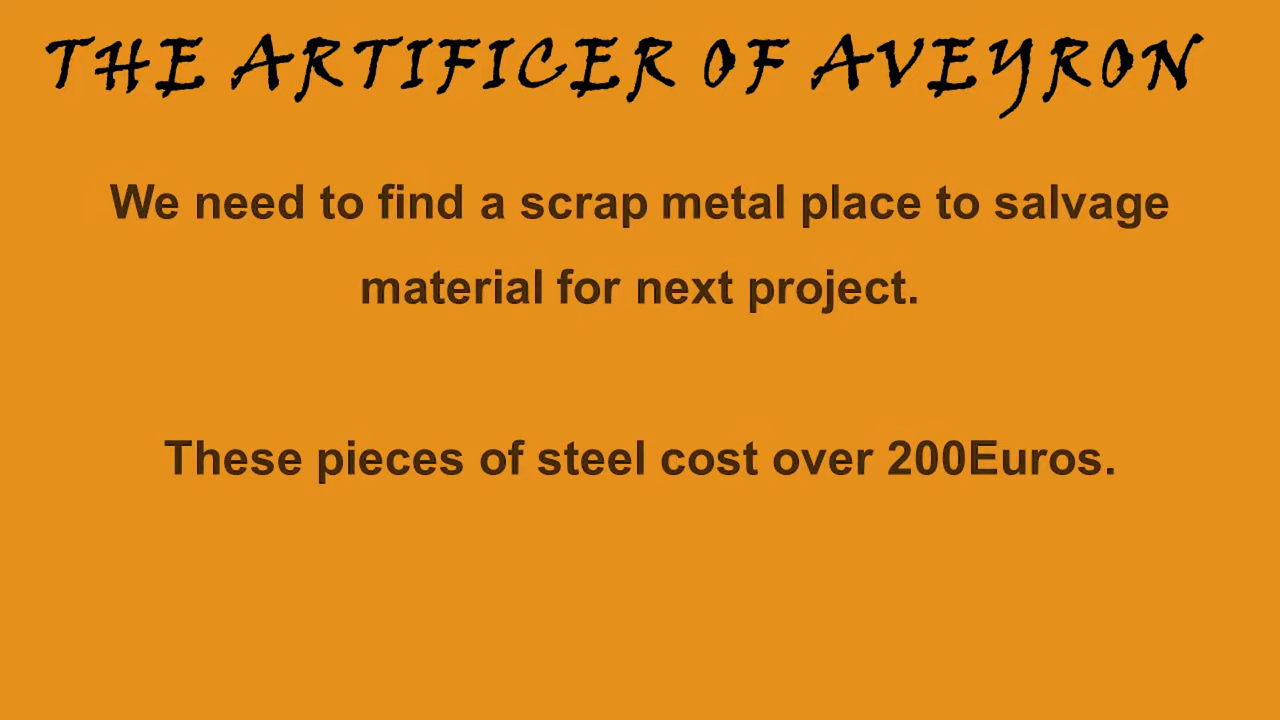 THE ARTIFICER OF AVEYRON
We need to find a scrap metal place to salvage
material for next project.
These pieces of steel cost over 200Euros.